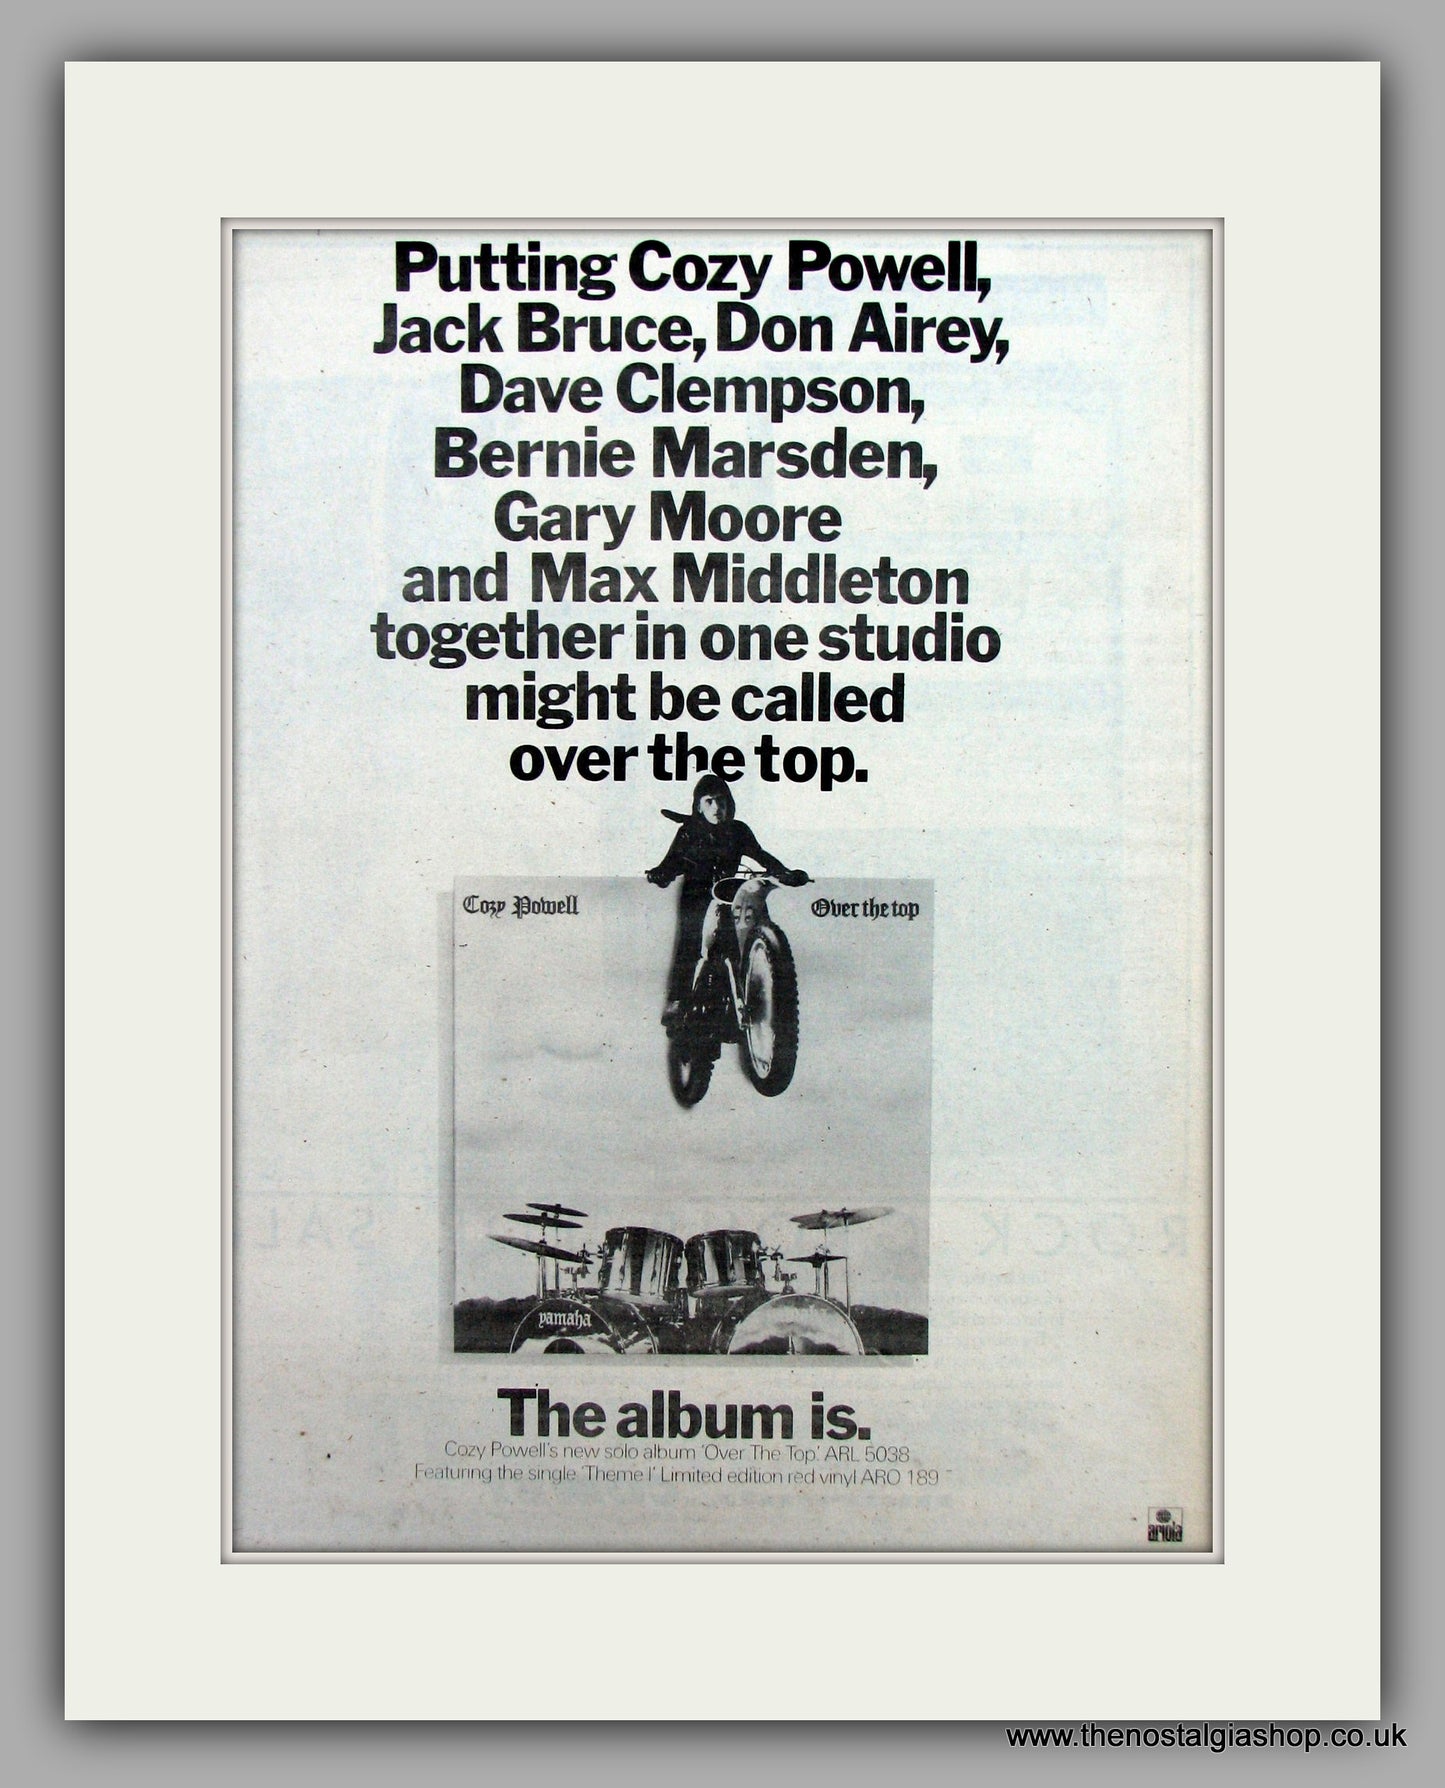 Putting Cozy Powell,
Jack Bruce, Don Airey,
Dave Clempson,
Bernie Marsden,
Gary Moore
and Max Middleton
together in one studio
might be called
over the top.
Cozy Powell
Over the top
yamaha
The album is.
Cozy Powell's new solo album 'Over The Top.' ARL 5038
Featuring the single 'Theme I' Limited edition red vinyl ARO 189
ariola
www.thenostalgiashop.co.uk